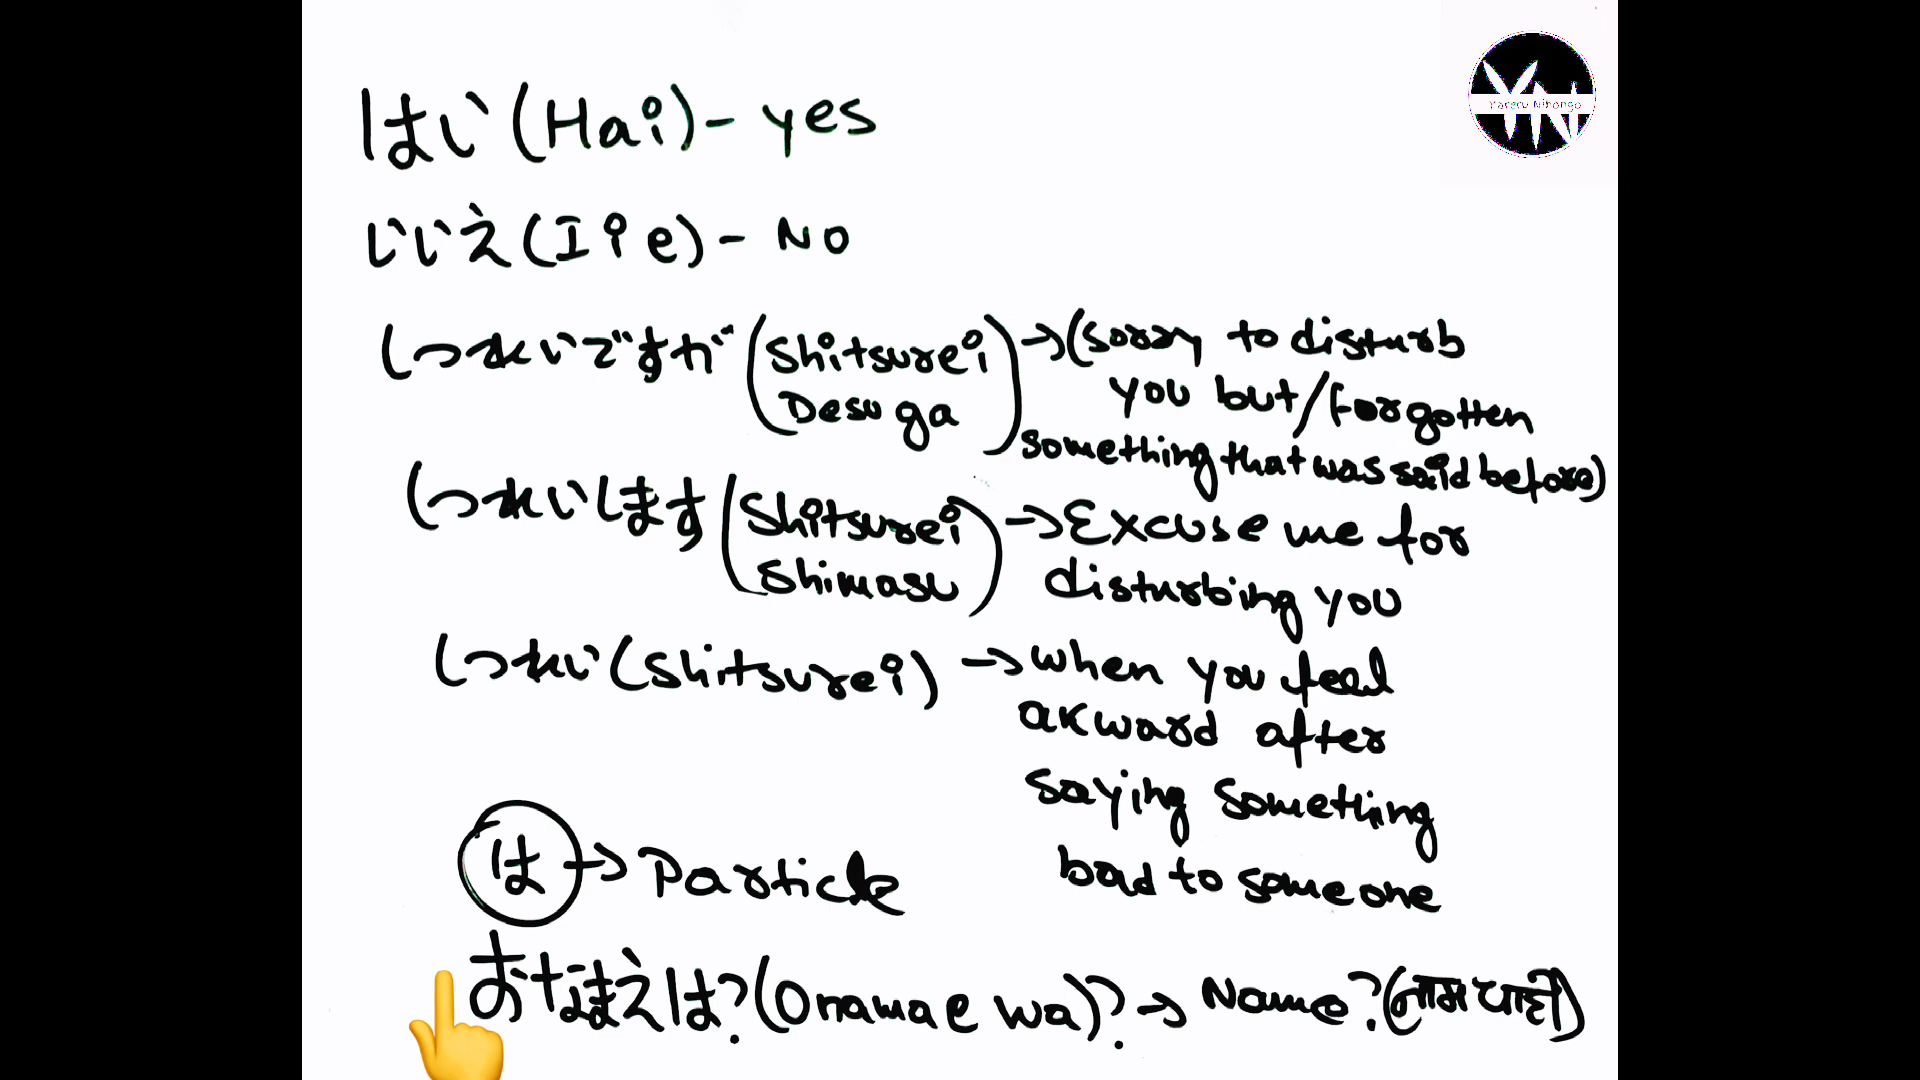 はい (Hai) - yes
いいえ (Iie) - No
しつれいですが (Shitsurei Desu ga) → (sorry to disturb you but / forgotten something that was said before)
しつれいします (Shitsurei Shimasu) → Excuse me for disturbing you
しつれい (Shitsurei) → when you feel akward after saying something bad to someone
は → Particle
おなまえは? (Onamae wa)? → Name? (नाम
Yareru Nihongo
YN